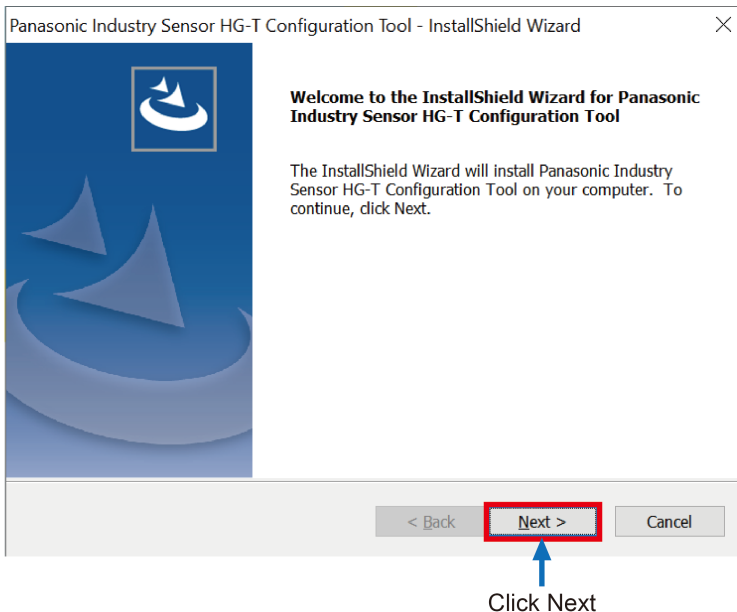 Panasonic Industry Sensor HG-T Configuration Tool - InstallShield Wizard
Welcome to the InstallShield Wizard for Panasonic
Industry Sensor HG-T Configuration Tool
The InstallShield Wizard will install Panasonic Industry
Sensor HG-T Configuration Tool on your computer. To
continue, click Next.
< Back Next > Cancel
Click Next